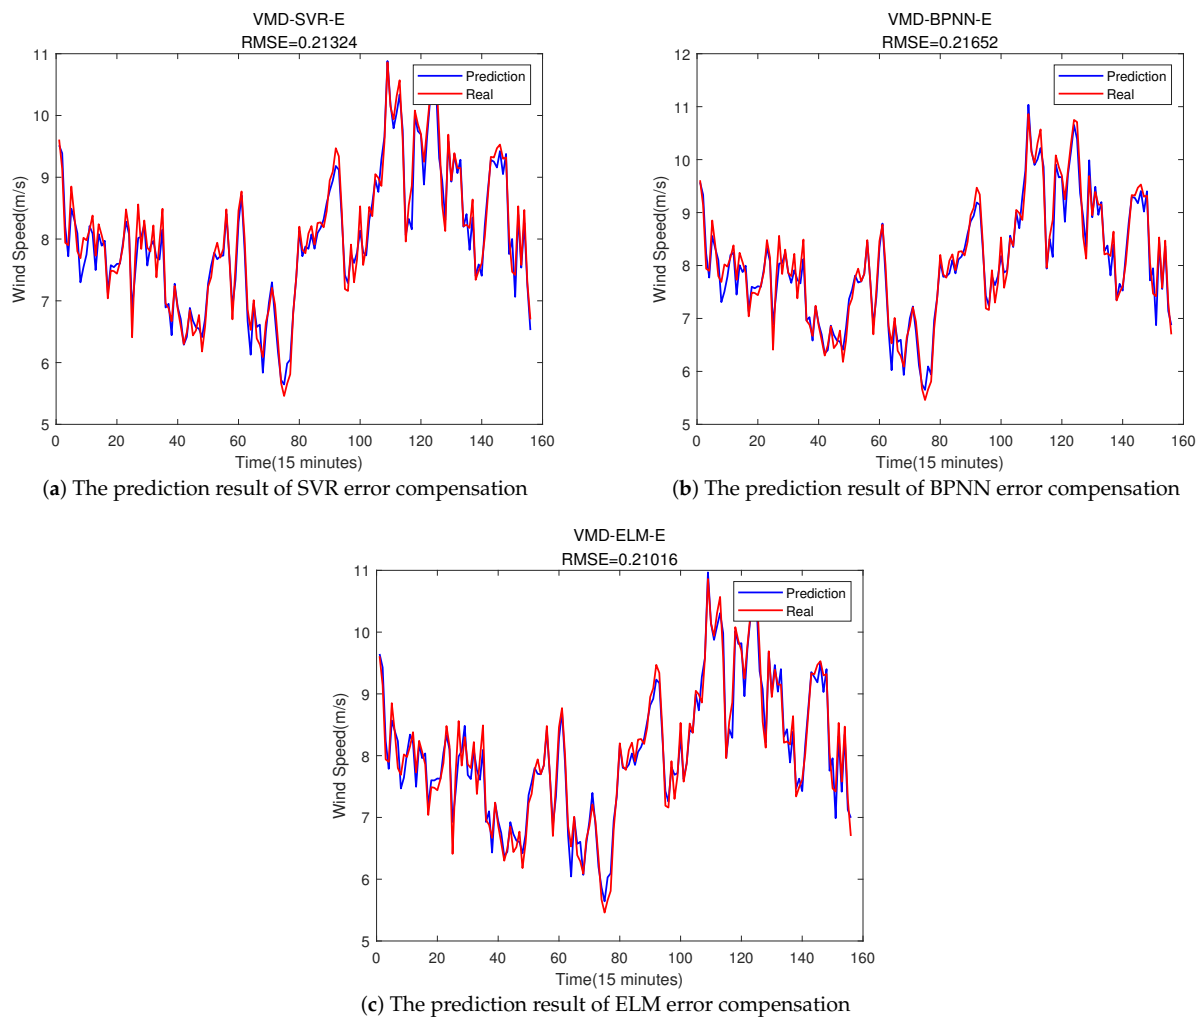 VMD-SVR-E
RMSE=0.21324
11
10
9
8
7
6
5
Wind Speed(m/s)
Prediction
Real
0 20 40 60 80 100 120 140 160
Time(15 minutes)
(a) The prediction result of SVR error compensation
VMD-BPNN-E
RMSE=0.21652
12
11
10
9
8
7
6
5
Wind Speed(m/s)
Prediction
Real
0 20 40 60 80 100 120 140 160
Time(15 minutes)
(b) The prediction result of BPNN error compensation
VMD-ELM-E
RMSE=0.21016
11
10
9
8
7
6
5
Wind Speed(m/s)
Prediction
Real
0 20 40 60 80 100 120 140 160
Time(15 minutes)
(c) The prediction result of ELM error compensation